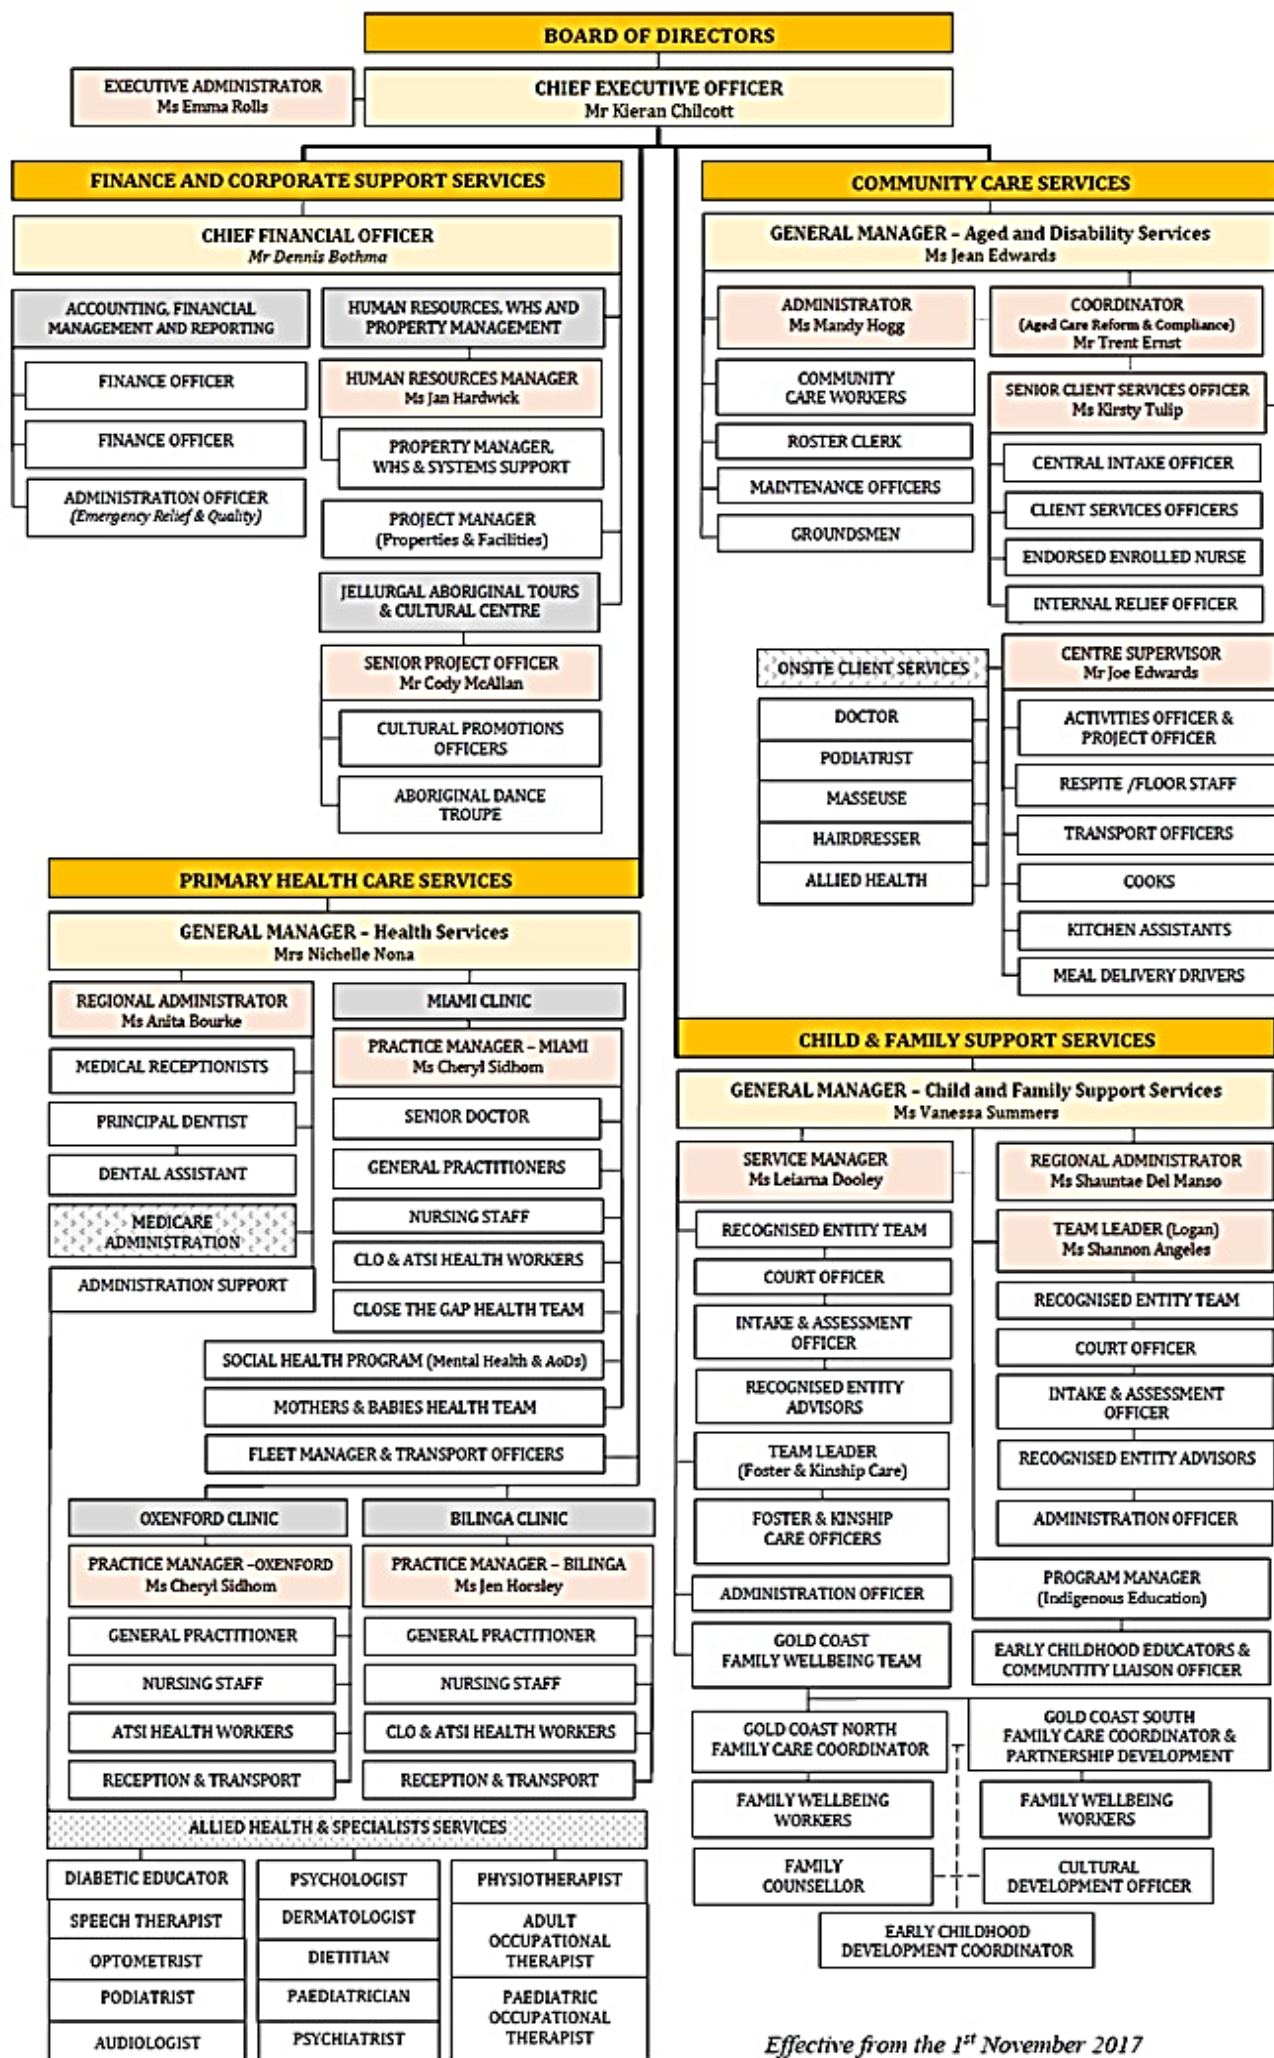 BOARD OF DIRECTORS
EXECUTIVE ADMINISTRATOR
Ms Emma Rolls
CHIEF EXECUTIVE OFFICER
Mr Kieran Chilcott
FINANCE AND CORPORATE SUPPORT SERVICES
CHIEF FINANCIAL OFFICER
Mr Dennis Bothma
ACCOUNTING, FINANCIAL
MANAGEMENT AND REPORTING
FINANCE OFFICER
FINANCE OFFICER
ADMINISTRATION OFFICER
(Emergency Relief & Quality)
HUMAN RESOURCES, WHS AND
PROPERTY MANAGEMENT
HUMAN RESOURCES MANAGER
Ms Jan Hardwick
PROPERTY MANAGER,
WHS & SYSTEMS SUPPORT
PROJECT MANAGER
(Properties & Facilities)
JELLURGAL ABORIGINAL TOURS
& CULTURAL CENTRE
SENIOR PROJECT OFFICER
Mr Cody McAllan
CULTURAL PROMOTIONS
OFFICERS
ABORIGINAL DANCE
TROUPE
COMMUNITY CARE SERVICES
GENERAL MANAGER – Aged and Disability Services
Ms Jean Edwards
ADMINISTRATOR
Ms Mandy Hogg
COMMUNITY
CARE WORKERS
ROSTER CLERK
MAINTENANCE OFFICERS
GROUNDSMEN
COORDINATOR
(Aged Care Reform & Compliance)
Mr Trent Ernst
SENIOR CLIENT SERVICES OFFICER
Ms Kirsty Tulip
CENTRAL INTAKE OFFICER
CLIENT SERVICES OFFICERS
ENDORSED ENROLLED NURSE
INTERNAL RELIEF OFFICER
ONSITE CLIENT SERVICES
DOCTOR
PODIATRIST
MASSEUSE
HAIRDRESSER
ALLIED HEALTH
CENTRE SUPERVISOR
Mr Joe Edwards
ACTIVITIES OFFICER &
PROJECT OFFICER
RESPITE /FLOOR STAFF
TRANSPORT OFFICERS
COOKS
KITCHEN ASSISTANTS
MEAL DELIVERY DRIVERS
PRIMARY HEALTH CARE SERVICES
GENERAL MANAGER – Health Services
Mrs Nichelle Nona
REGIONAL ADMINISTRATOR
Ms Anita Bourke
MEDICAL RECEPTIONISTS
PRINCIPAL DENTIST
DENTAL ASSISTANT
MEDICARE
ADMINISTRATION
ADMINISTRATION SUPPORT
MIAMI CLINIC
PRACTICE MANAGER – MIAMI
Ms Cheryl Sidhom
SENIOR DOCTOR
GENERAL PRACTITIONERS
NURSING STAFF
CLO & ATSI HEALTH WORKERS
CLOSE THE GAP HEALTH TEAM
SOCIAL HEALTH PROGRAM (Mental Health & AoDs)
MOTHERS & BABIES HEALTH TEAM
FLEET MANAGER & TRANSPORT OFFICERS
OXENFORD CLINIC
PRACTICE MANAGER –OXENFORD
Ms Cheryl Sidhom
GENERAL PRACTITIONER
NURSING STAFF
ATSI HEALTH WORKERS
RECEPTION & TRANSPORT
BILINGA CLINIC
PRACTICE MANAGER – BILINGA
Ms Jen Horsley
GENERAL PRACTITIONER
NURSING STAFF
CLO & ATSI HEALTH WORKERS
RECEPTION & TRANSPORT
ALLIED HEALTH & SPECIALISTS SERVICES
DIABETIC EDUCATOR
SPEECH THERAPIST
OPTOMETRIST
PODIATRIST
AUDIOLOGIST
PSYCHOLOGIST
DERMATOLOGIST
DIETITIAN
PAEDIATRICIAN
PSYCHIATRIST
PHYSIOTHERAPIST
ADULT
OCCUPATIONAL
THERAPIST
PAEDIATRIC
OCCUPATIONAL
THERAPIST
CHILD & FAMILY SUPPORT SERVICES
GENERAL MANAGER – Child and Family Support Services
Ms Vanessa Summers
SERVICE MANAGER
Ms Leiarna Dooley
RECOGNISED ENTITY TEAM
COURT OFFICER
INTAKE & ASSESSMENT
OFFICER
RECOGNISED ENTITY
ADVISORS
TEAM LEADER
(Foster & Kinship Care)
FOSTER & KINSHIP
CARE OFFICERS
ADMINISTRATION OFFICER
GOLD COAST
FAMILY WELLBEING TEAM
REGIONAL ADMINISTRATOR
Ms Shauntae Del Manso
TEAM LEADER (Logan)
Ms Shannon Angeles
RECOGNISED ENTITY TEAM
COURT OFFICER
INTAKE & ASSESSMENT
OFFICER
RECOGNISED ENTITY ADVISORS
ADMINISTRATION OFFICER
PROGRAM MANAGER
(Indigenous Education)
EARLY CHILDHOOD EDUCATORS &
COMMUNTITY LIAISON OFFICER
GOLD COAST NORTH
FAMILY CARE COORDINATOR
FAMILY WELLBEING
WORKERS
FAMILY
COUNSELLOR
GOLD COAST SOUTH
FAMILY CARE COORDINATOR &
PARTNERSHIP DEVELOPMENT
FAMILY WELLBEING
WORKERS
CULTURAL
DEVELOPMENT OFFICER
EARLY CHILDHOOD
DEVELOPMENT COORDINATOR
Effective from the 1st November 2017